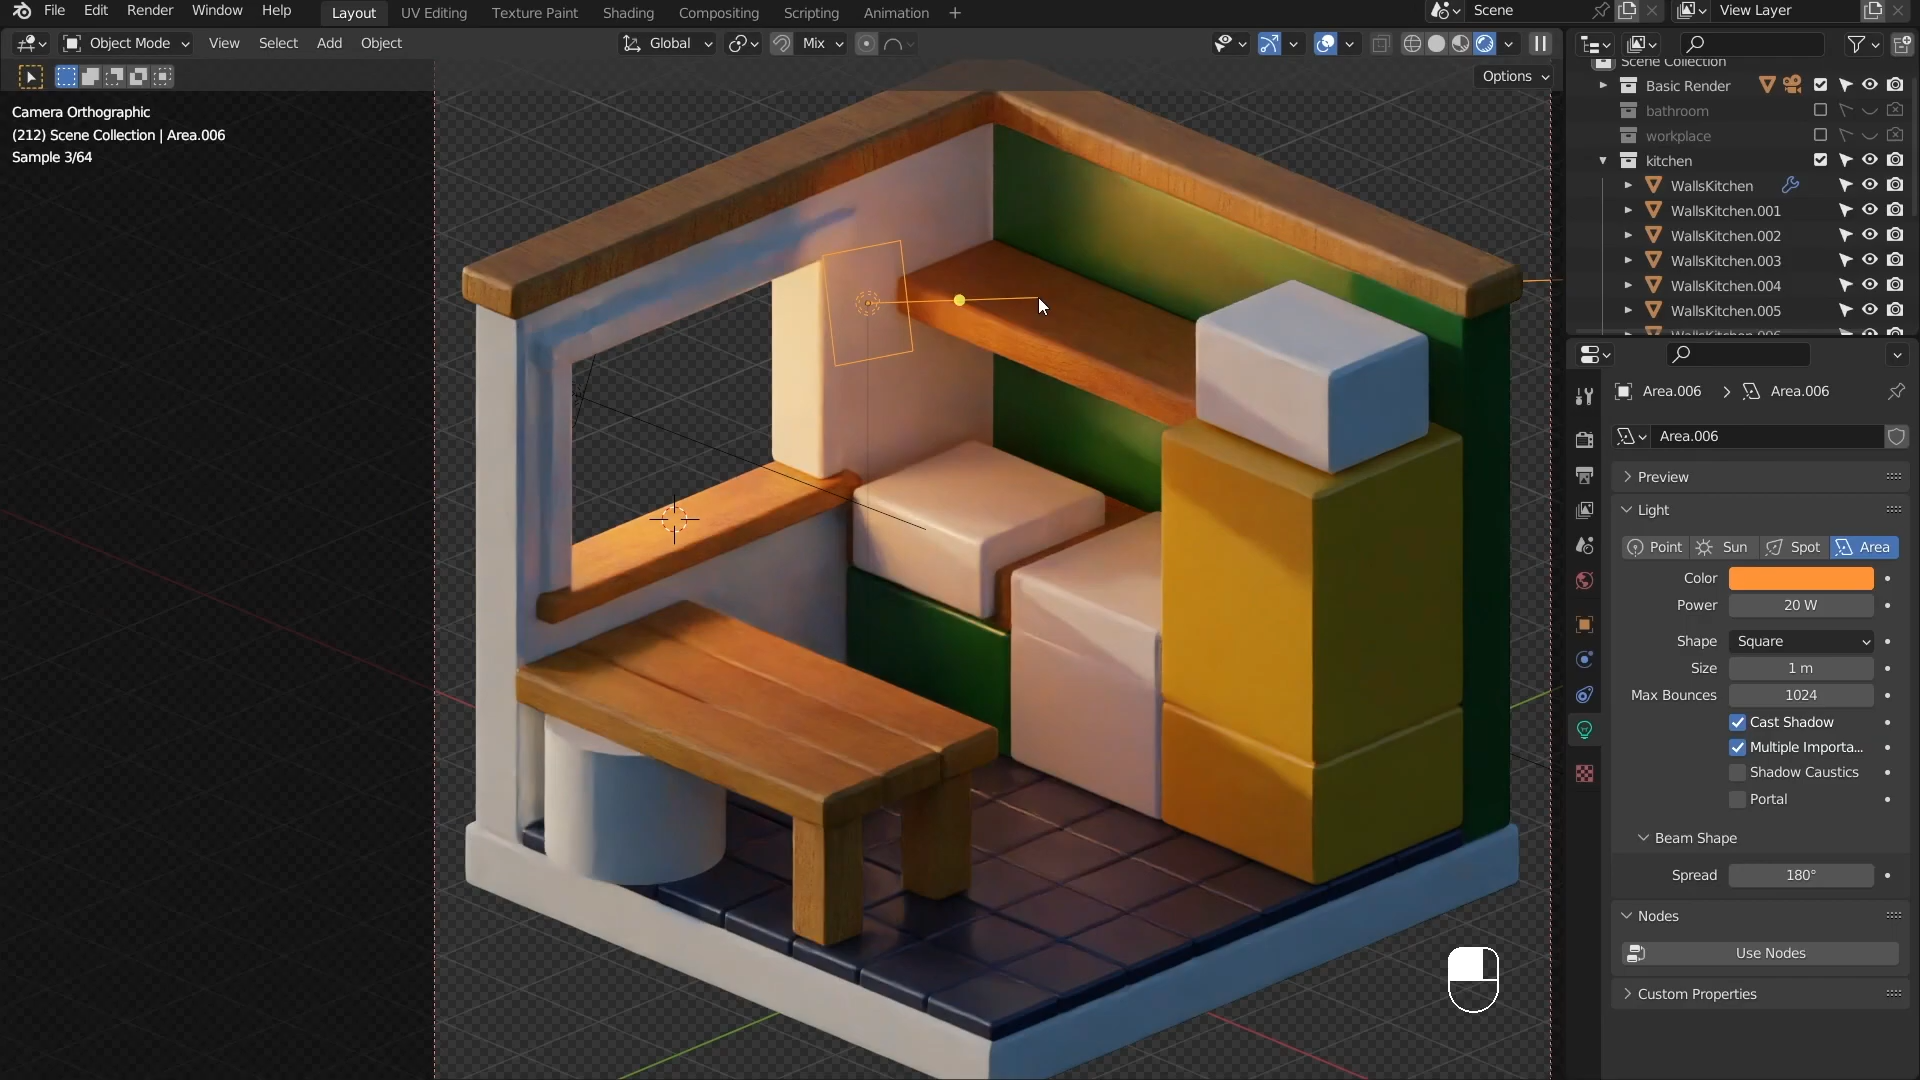 File Edit Render Window Help
Layout UV Editing Texture Paint Shading Compositing Scripting Animation +
Scene
View Layer
Object Mode View Select Add Object
Global
Mix
Options
Camera Orthographic
(212) Scene Collection | Area.006
Sample 3/64
Scene Collection
Basic Render
bathroom
workplace
kitchen
WallsKitchen
WallsKitchen.001
WallsKitchen.002
WallsKitchen.003
WallsKitchen.004
WallsKitchen.005
WallsKitchen.006
Area.006 > Area.006
Area.006
Preview
Light
Point Sun Spot Area
Color
Power 20 W
Shape Square
Size 1 m
Max Bounces 1024
Cast Shadow
Multiple Importa...
Shadow Caustics
Portal
Beam Shape
Spread 180°
Nodes
Use Nodes
Custom Properties